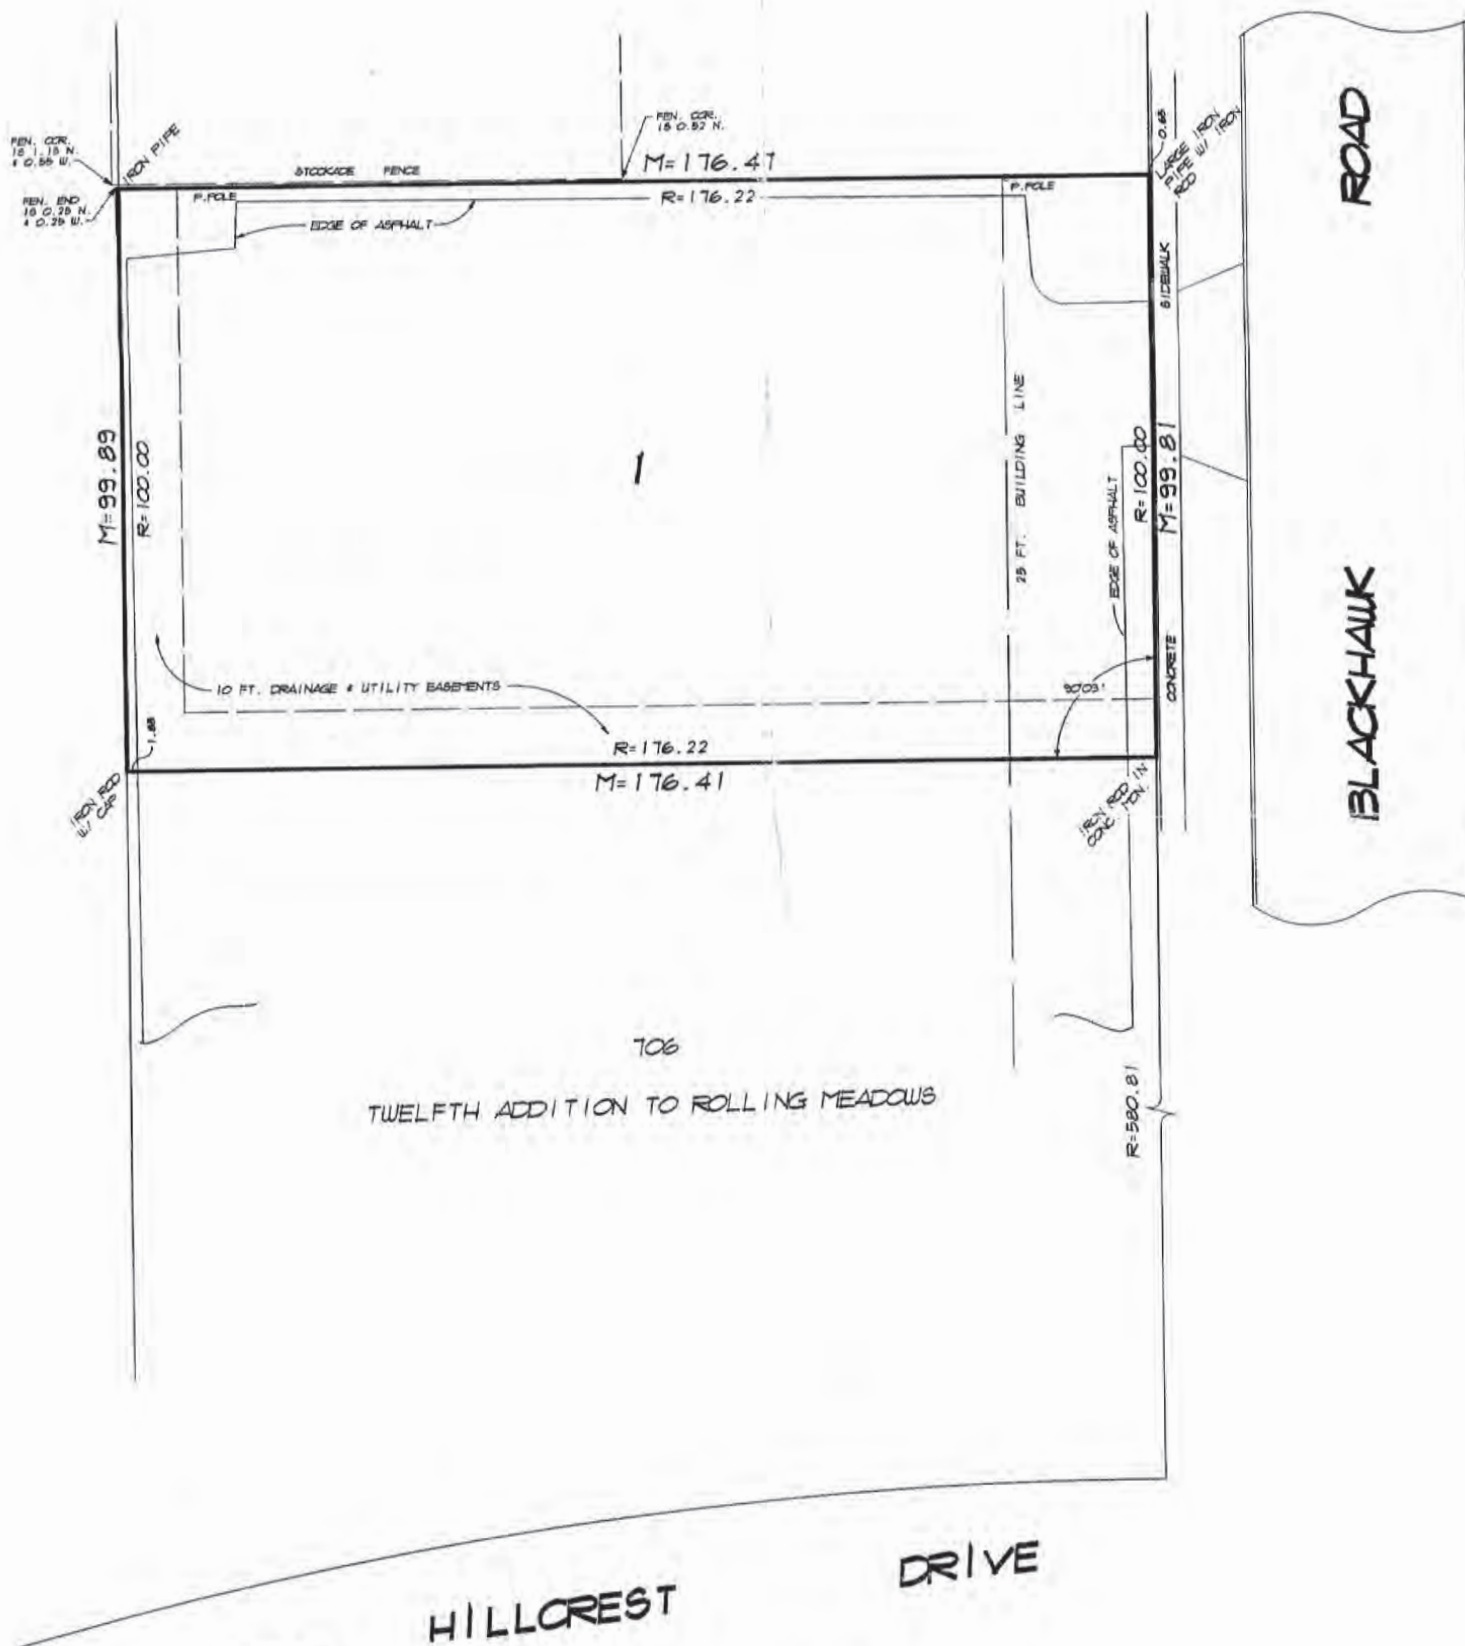 FEN. COR.
IS 1.15 N.
& 0.55 W.
IRON PIPE
FEN. END
IS 0.25 N.
& 0.25 W.
STOCKADE FENCE
FEN. COR.
IS 0.52 N.
M=176.47
R=176.22
P.POLE
P.POLE
EDGE OF ASPHALT
0.65
LARGE IRON
PIPE W/ IRON
ROD
SIDEWALK
ROAD
BLACKHAWK
M=99.89
R=100.00
1
25 FT. BUILDING LINE
EDGE OF ASPHALT
R=100.00
M=99.81
CONCRETE
10 FT. DRAINAGE & UTILITY EASEMENTS
90°03'
R=176.22
M=176.41
IRON ROD
W/ CAP
IRON ROD IN
CONC. MON.
706
TWELFTH ADDITION TO ROLLING MEADOWS
R=580.81
HILLCREST DRIVE